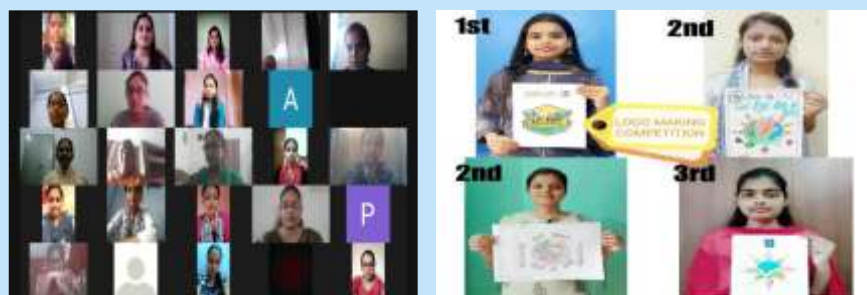 1st
2nd
A
LOGO MAKING
COMPETITION
2nd
3rd
P